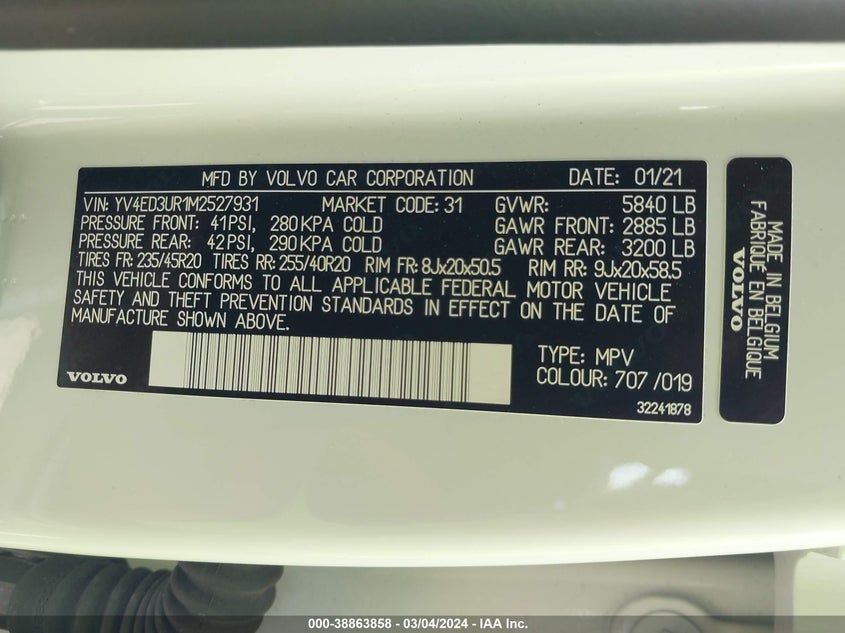 MFD BY VOLVO CAR CORPORATION DATE: 01/21
VIN: YV4ED3UR1M2527931 MARKET CODE: 31 GVWR: 5840 LB
PRESSURE FRONT: 41PSI, 280KPA COLD GAWR FRONT: 2885 LB
PRESSURE REAR: 42PSI, 290KPA COLD GAWR REAR: 3200 LB
TIRES FR: 235/45R20 TIRES RR: 255/40R20 RIM FR: 8Jx20x50.5 RIM RR: 9Jx20x58.5
THIS VEHICLE CONFORMS TO ALL APPLICABLE FEDERAL MOTOR VEHICLE
SAFETY AND THEFT PREVENTION STANDARDS IN EFFECT ON THE DATE OF
MANUFACTURE SHOWN ABOVE.
TYPE: MPV
COLOUR: 707 /019
VOLVO
32241878
MADE IN BELGIUM
FABRIQUÉ EN BELGIQUE
VOLVO
000-38863858 - 03/04/2024 - IAA Inc.